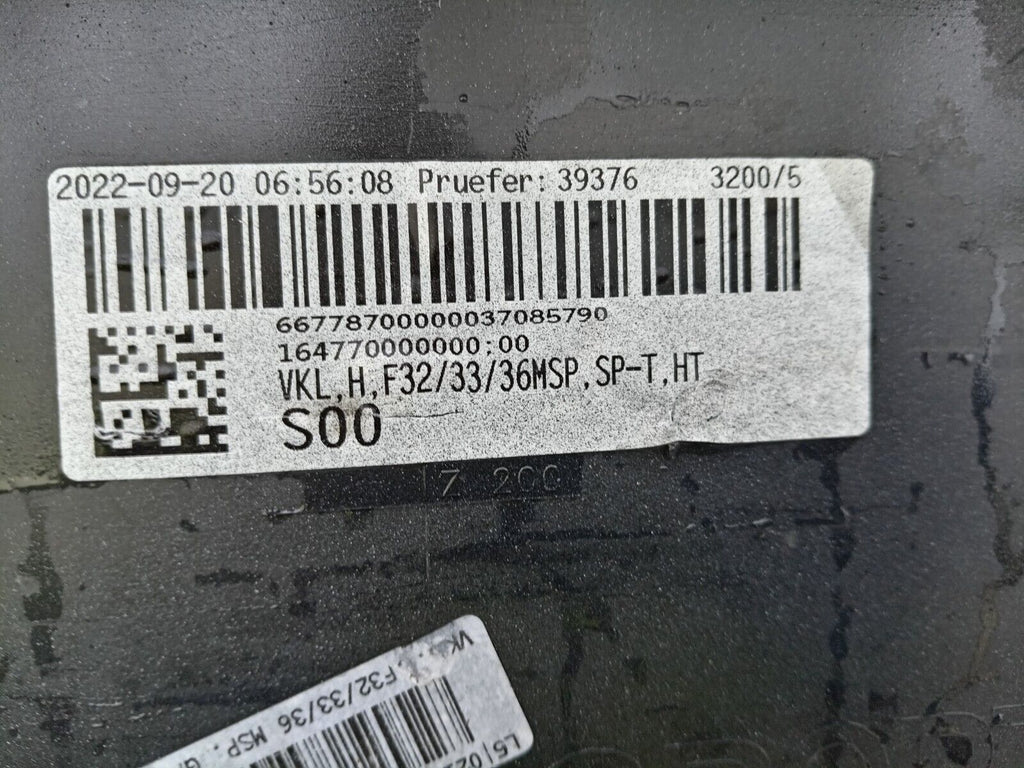 2022-09-20 06:56:08 Pruefer: 39376 3200/5
66778700000037085790
164770000000;00
VKL,H,F32/33/36MSP,SP-T,HT
S00
F32/33/36 MSP.